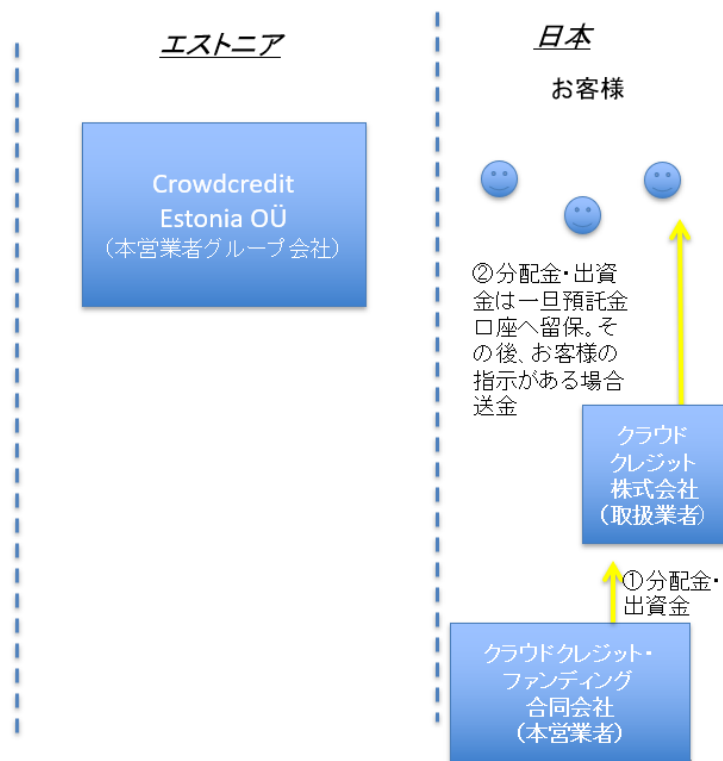 エストニア
日本
お客様
Crowdcredit
Estonia OÜ
(本営業者グループ会社)
②分配金・出資
金は一旦預託金
口座へ留保。そ
の後、お客様の
指示がある場合
送金
クラウド
クレジット
株式会社
(取扱業者)
①分配金・
出資金
クラウドクレジット・
ファンディング
合同会社
(本営業者)